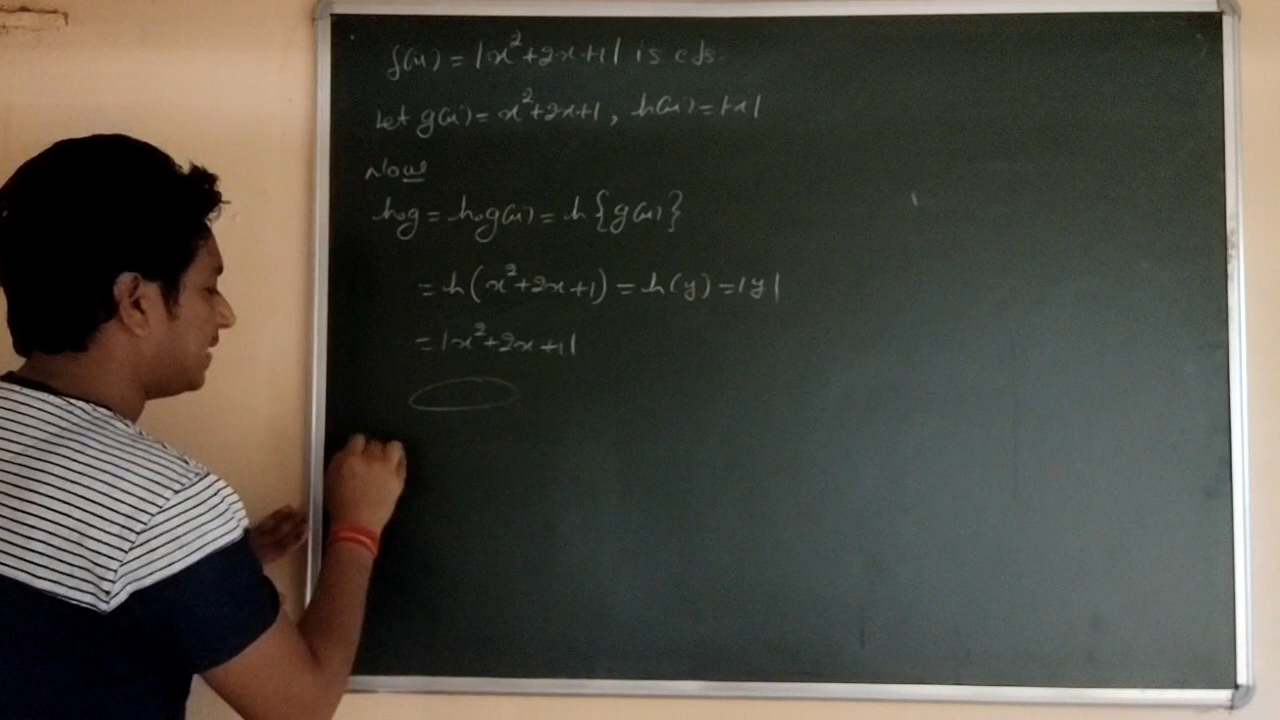 f(x) = |x²+2x+1| is cts.
Let g(x) = x²+2x+1, h(x) = |x|
Now
hog = hog(x) = h{g(x)}
= h(x²+2x+1) = h(y) = |y|
= |x²+2x+1|